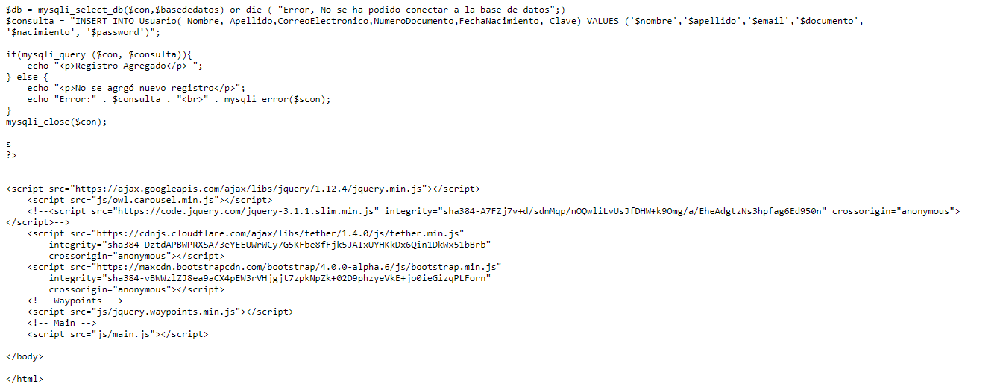 $db = mysqli_select_db($con,$basededatos) or die ( "Error, No se ha podido conectar a la base de datos";)
$consulta = "INSERT INTO Usuario( Nombre, Apellido,CorreoElectronico,NumeroDocumento,FechaNacimiento, Clave) VALUES ('$nombre','$apellido','$email','$documento',
'$nacimiento', '$password')";
if(mysqli_query ($con, $consulta)){
    echo "<p>Registro Agregado</p> ";
} else {
    echo "<p>No se agrgó nuevo registro</p>";
    echo "Error:" . $consulta . "<br>" . mysqli_error($scon);
}
mysqli_close($con);
s
?>
<script src="https://ajax.googleapis.com/ajax/libs/jquery/1.12.4/jquery.min.js"></script>
    <script src="js/owl.carousel.min.js"></script>
    <!--<script src="https://code.jquery.com/jquery-3.1.1.slim.min.js" integrity="sha384-A7FZj7v+d/sdmMqp/nOQwliLvUsJfDHW+k9Omg/a/EheAdgtzNs3hpfag6Ed950n" crossorigin="anonymous">
</script>-->
    <script src="https://cdnjs.cloudflare.com/ajax/libs/tether/1.4.0/js/tether.min.js"
        integrity="sha384-DztdAPBWPRXSA/3eYEEUWrWCy7G5KFbe8fFjk5JAIxUYHKkDx6Qin1DkWx51bBrb"
        crossorigin="anonymous"></script>
    <script src="https://maxcdn.bootstrapcdn.com/bootstrap/4.0.0-alpha.6/js/bootstrap.min.js"
        integrity="sha384-vBWWzlZJ8ea9aCX4pEW3rVHjgjt7zpkNpZk+02D9phzyeVkE+jo0ieGizqPLForn"
        crossorigin="anonymous"></script>
    <!-- Waypoints -->
    <script src="js/jquery.waypoints.min.js"></script>
    <!-- Main -->
    <script src="js/main.js"></script>
</body>
</html>